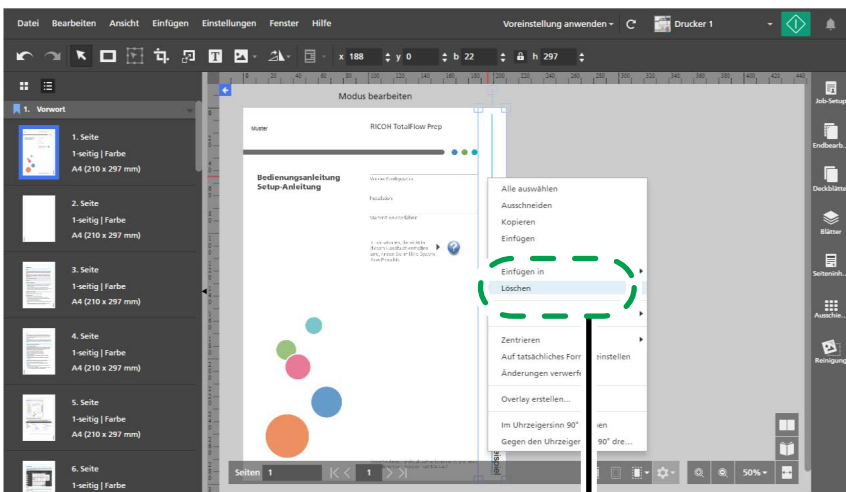 Datei Bearbeiten Ansicht Einfügen Einstellungen Fenster Hilfe Voreinstellung anwenden Drucker 1
x 188 y 0 b 22 h 297
Modus bearbeiten
Job-Setup
1. Vorwort
Muster RICOH TotalFlow Prep
1. Seite
1-seitig | Farbe
A4 (210 x 297 mm)
Endbearb..
Bedienungsanleitung
Setup-Anleitung
Deckblätte
2. Seite
1-seitig | Farbe
A4 (210 x 297 mm)
Alle auswählen
Ausschneiden
Kopieren
Einfügen
Blätter
3. Seite
1-seitig | Farbe
A4 (210 x 297 mm)
Einfügen in
Löschen
Seiteninh..
Ausschie..
4. Seite
1-seitig | Farbe
A4 (210 x 297 mm)
Zentrieren
Auf tatsächliches Form einstellen
Änderungen verwerfe
Reinigung
5. Seite
1-seitig | Farbe
A4 (210 x 297 mm)
Overlay erstellen...
Im Uhrzeigersinn 90°
Gegen den Uhrzeiger 90° dre...
6. Seite
1-seitig | Farbe
Seiten 1 1 50%